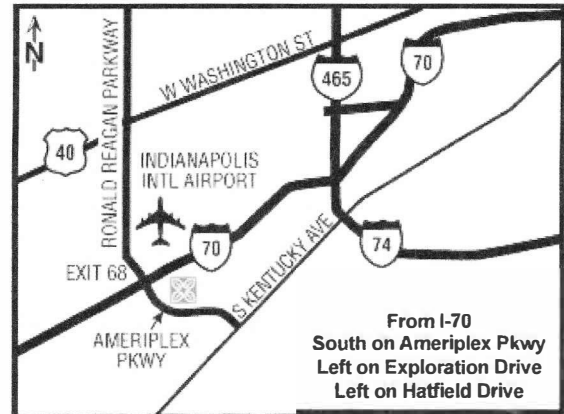 N
RONALD REAGAN PARKWAY
W WASHINGTON ST
465
70
40
INDIANAPOLIS
INTL AIRPORT
70
S KENTUCKY AVE
74
EXIT 68
AMERIPLEX
PKWY
From I-70
South on Ameriplex Pkwy
Left on Exploration Drive
Left on Hatfield Drive